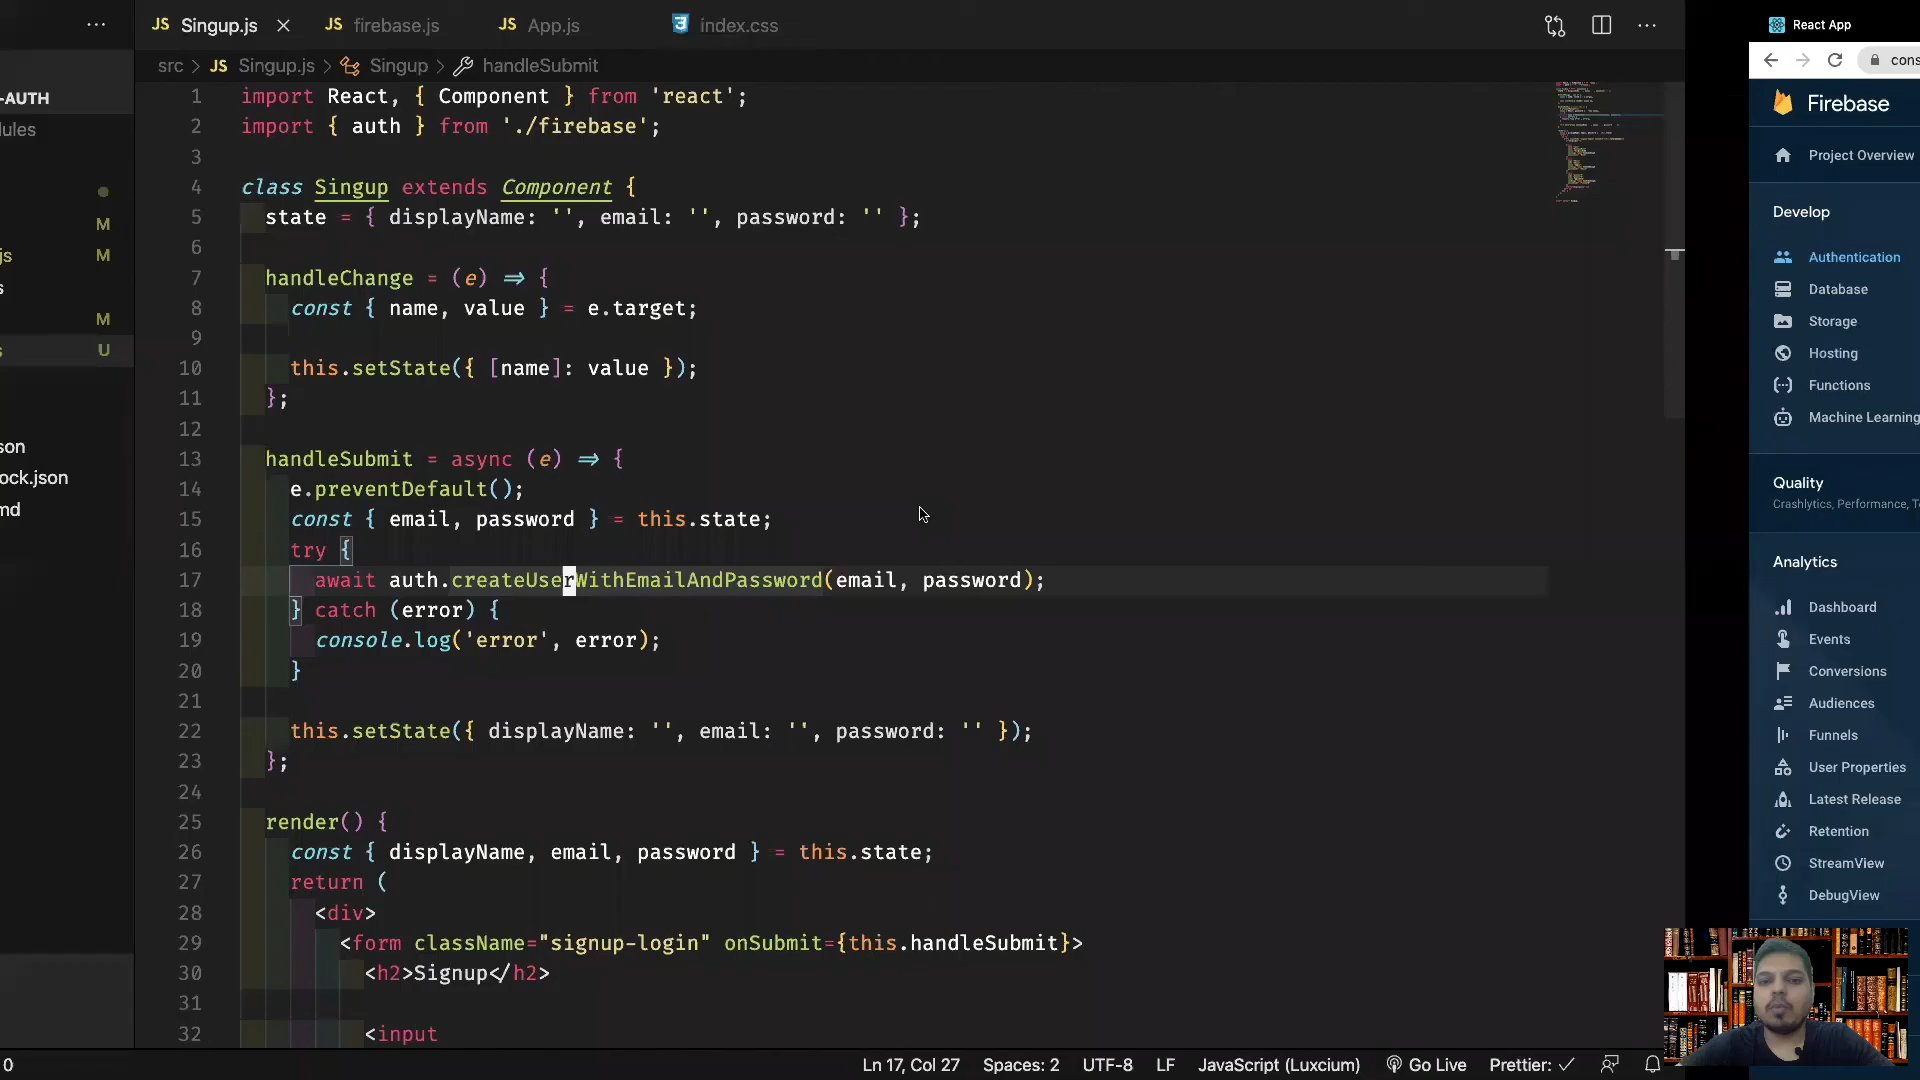 JS Singup.js
JS firebase.js
JS App.js
index.css
React App
src > JS Singup.js > Singup > handleSubmit
cons
-AUTH
dules
M
js M
s
M
s U
son
ock.json
md
1 import React, { Component } from 'react';
2 import { auth } from './firebase';
3
4 class Singup extends Component {
5 state = { displayName: '', email: '', password: '' };
6
7 handleChange = (e) => {
8 const { name, value } = e.target;
9
10 this.setState({ [name]: value });
11 };
12
13 handleSubmit = async (e) => {
14 e.preventDefault();
15 const { email, password } = this.state;
16 try {
17 await auth.createUserWithEmailAndPassword(email, password);
18 } catch (error) {
19 console.log('error', error);
20 }
21
22 this.setState({ displayName: '', email: '', password: '' });
23 };
24
25 render() {
26 const { displayName, email, password } = this.state;
27 return (
28 <div>
29 <form className="signup-login" onSubmit={this.handleSubmit}>
30 <h2>Signup</h2>
31
32 <input
Firebase
Project Overview
Develop
Authentication
Database
Storage
Hosting
Functions
Machine Learning
Quality
Crashlytics, Performance, T
Analytics
Dashboard
Events
Conversions
Audiences
Funnels
User Properties
Latest Release
Retention
StreamView
DebugView
0
Ln 17, Col 27
Spaces: 2
UTF-8
LF
JavaScript (Luxcium)
Go Live
Prettier: ✓